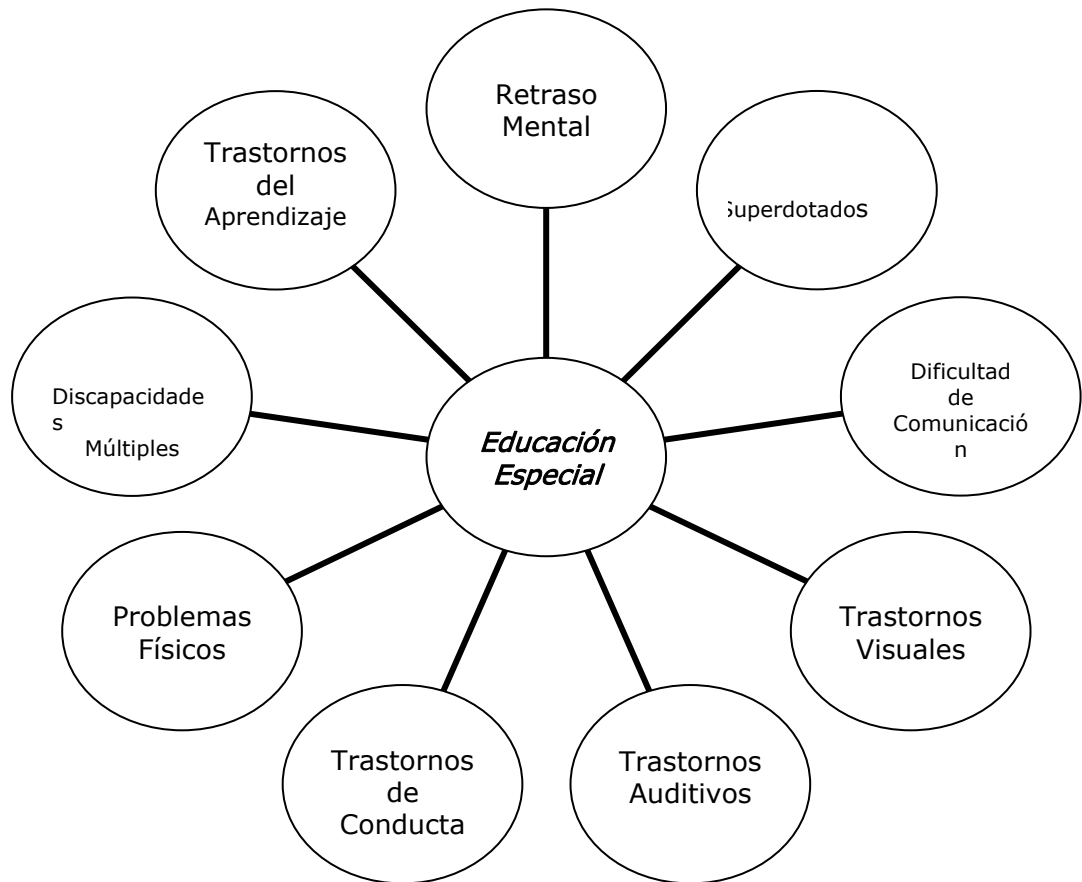 Retraso
Mental
Trastornos
del
Aprendizaje
Superdotados
Discapacidade
s
Múltiples
Dificultad
de
Comunicació
n
Educación
Especial
Problemas
Físicos
Trastornos
Visuales
Trastornos
de
Conducta
Trastornos
Auditivos